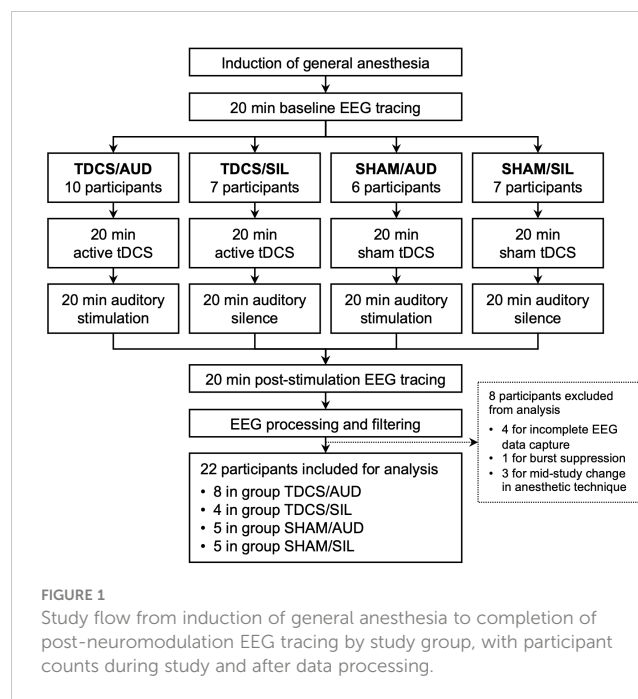 Induction of general anesthesia
20 min baseline EEG tracing
TDCS/AUD
10 participants
TDCS/SIL
7 participants
SHAM/AUD
6 participants
SHAM/SIL
7 participants
20 min
active tDCS
20 min
active tDCS
20 min
sham tDCS
20 min
sham tDCS
20 min auditory
stimulation
20 min auditory
silence
20 min auditory
stimulation
20 min auditory
silence
20 min post-stimulation EEG tracing
EEG processing and filtering
8 participants excluded
from analysis
• 4 for incomplete EEG
data capture
• 1 for burst suppression
• 3 for mid-study change
in anesthetic technique
22 participants included for analysis
• 8 in group TDCS/AUD
• 4 in group TDCS/SIL
• 5 in group SHAM/AUD
• 5 in group SHAM/SIL
FIGURE 1
Study flow from induction of general anesthesia to completion of
post-neuromodulation EEG tracing by study group, with participant
counts during study and after data processing.